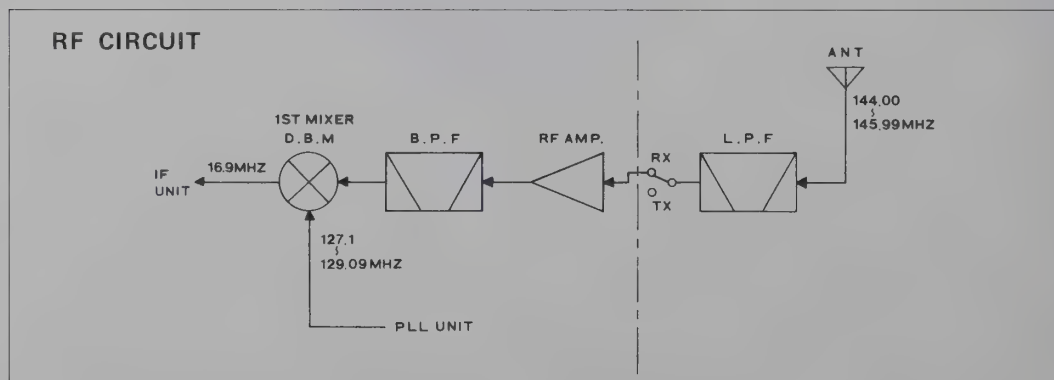 RF CIRCUIT
ANT
144.00
~
145.99MHZ
1ST MIXER
D.B.M
B.P.F
RF AMP.
RX
L.P.F
16.9MHZ
IF
UNIT
TX
127.1
~
129.09MHZ
PLL UNIT